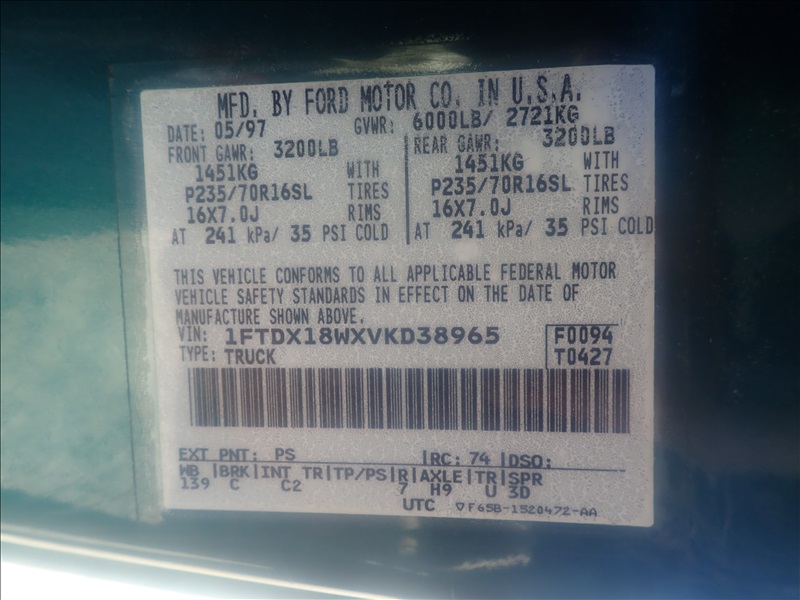 MFD. BY FORD MOTOR CO. IN U.S.A.
DATE: 05/97 GVWR: 6000LB/ 2721KG
FRONT GAWR: 3200LB REAR GAWR: 3200LB
1451KG WITH 1451KG WITH
P235/70R16SL TIRES P235/70R16SL TIRES
16X7.0J RIMS 16X7.0J RIMS
AT 241 kPa/ 35 PSI COLD AT 241 kPa/ 35 PSI COLD
THIS VEHICLE CONFORMS TO ALL APPLICABLE FEDERAL MOTOR
VEHICLE SAFETY STANDARDS IN EFFECT ON THE DATE OF
MANUFACTURE SHOWN ABOVE.
VIN: 1FTDX18WXVKD38965 F0094
TYPE: TRUCK T0427
EXT PNT: PS RC: 74 DSO:
WB BRK INT TR TP/PS R AXLE TR SPR
139 C C2 7 H9 U 3D
UTC ▽F65B-1520472-AA